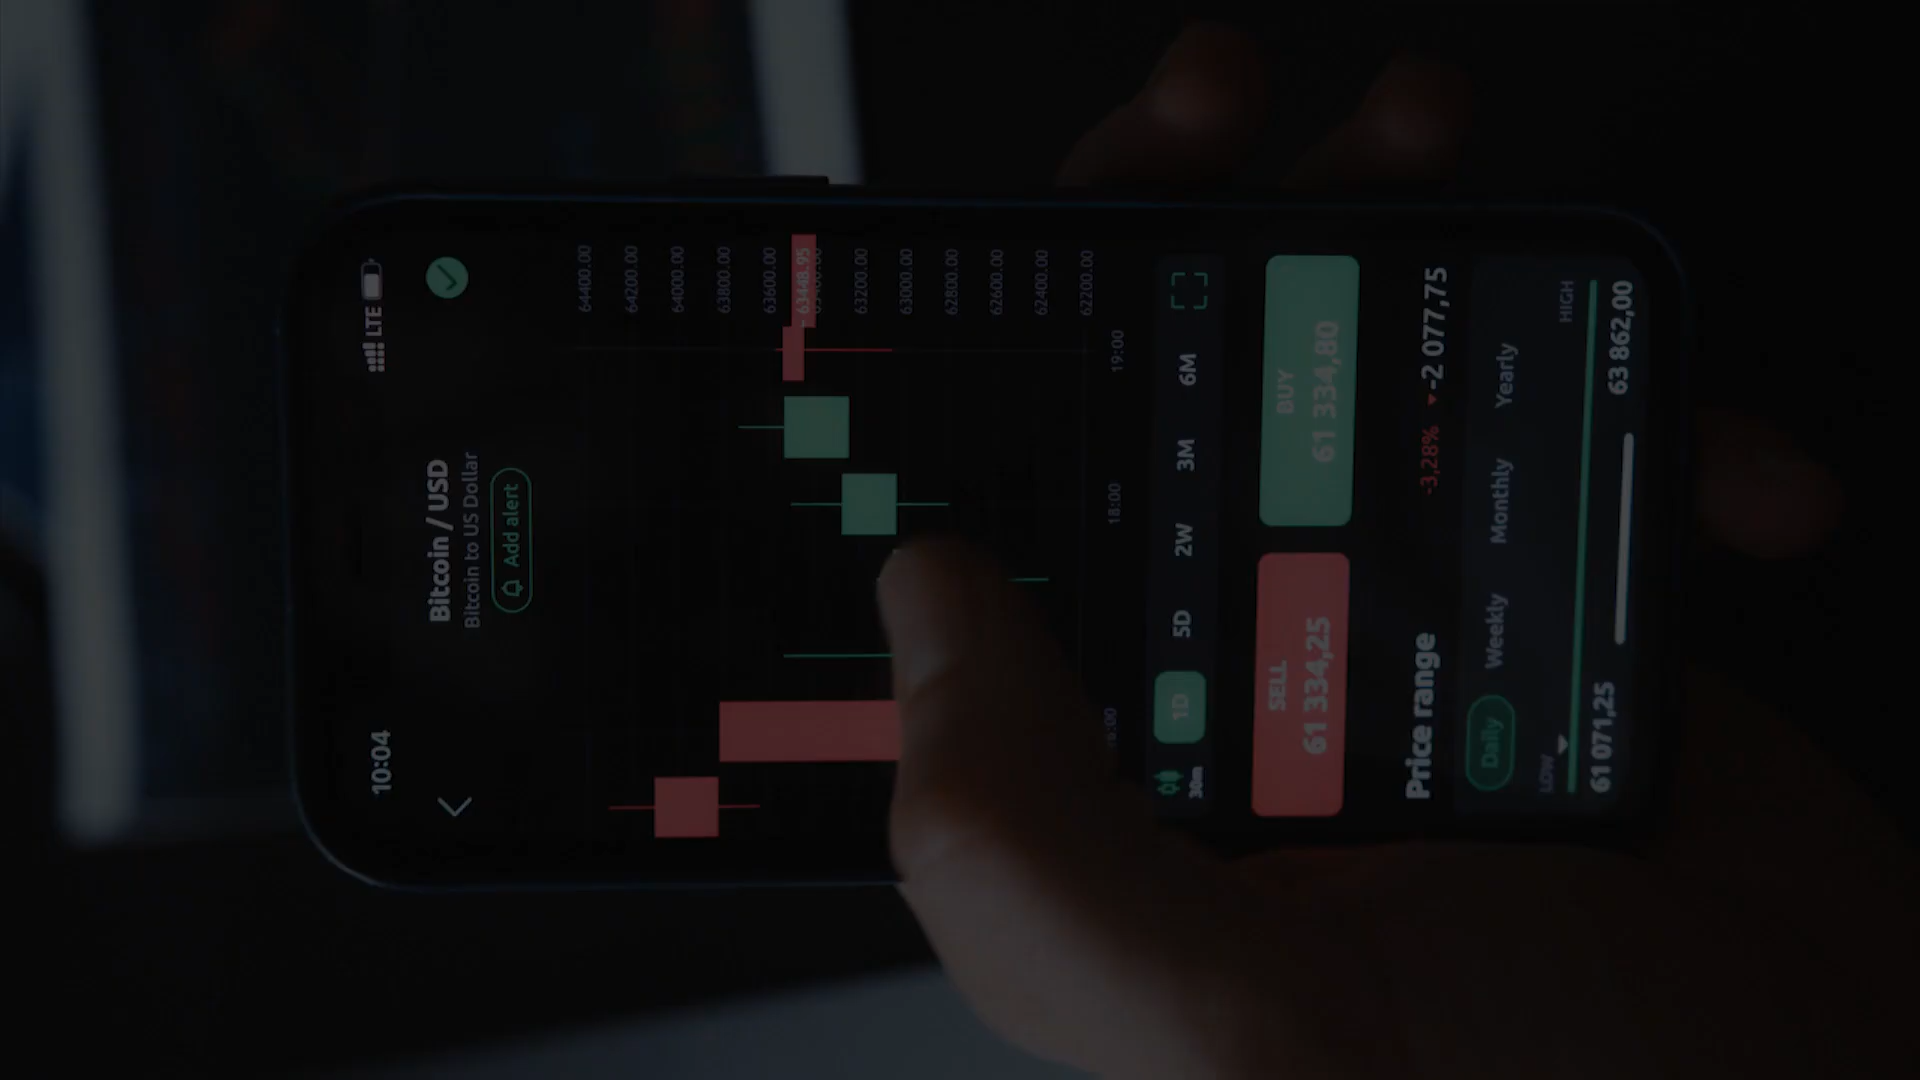 10:04
LTE
Bitcoin / USD
Bitcoin to US Dollar
Add alert
64400.00
64200.00
64000.00
63800.00
63600.00
63448.95
63200.00
63000.00
62800.00
62600.00
62400.00
62200.00
18:00
19:00
30m
1D
5D
2W
3M
6M
SELL
61 334,25
BUY
61 334,80
Price range
-3,28%
-2 077,75
Daily
Weekly
Monthly
Yearly
LOW
HIGH
61 071,25
63 862,00